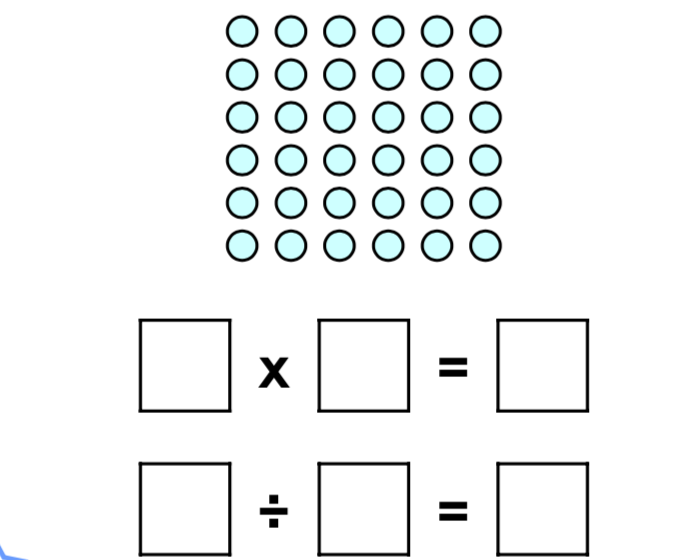 x =
÷ =